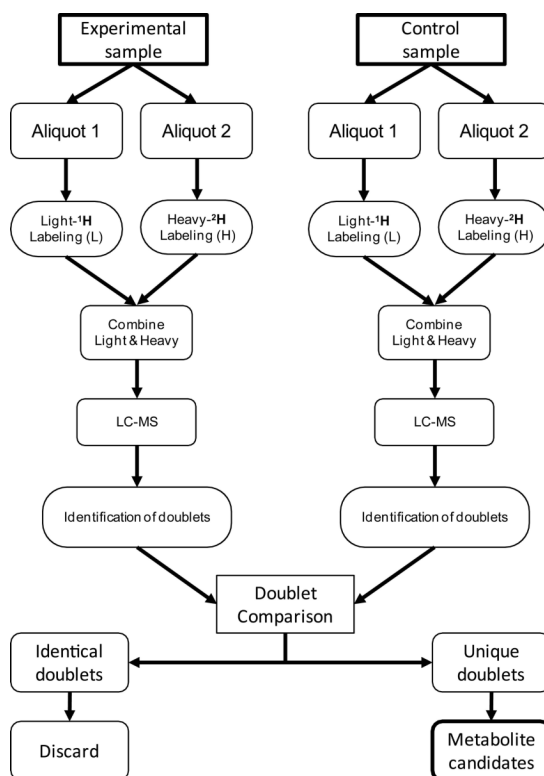 Experimental
sample
Control
sample
Aliquot 1
Aliquot 2
Aliquot 1
Aliquot 2
Light-¹H
Labeling (L)
Heavy-²H
Labeling (H)
Light-¹H
Labeling (L)
Heavy-²H
Labeling (H)
Combine
Light & Heavy
Combine
Light & Heavy
LC-MS
LC-MS
Identification of doublets
Identification of doublets
Doublet
Comparison
Identical
doublets
Unique
doublets
Discard
Metabolite
candidates